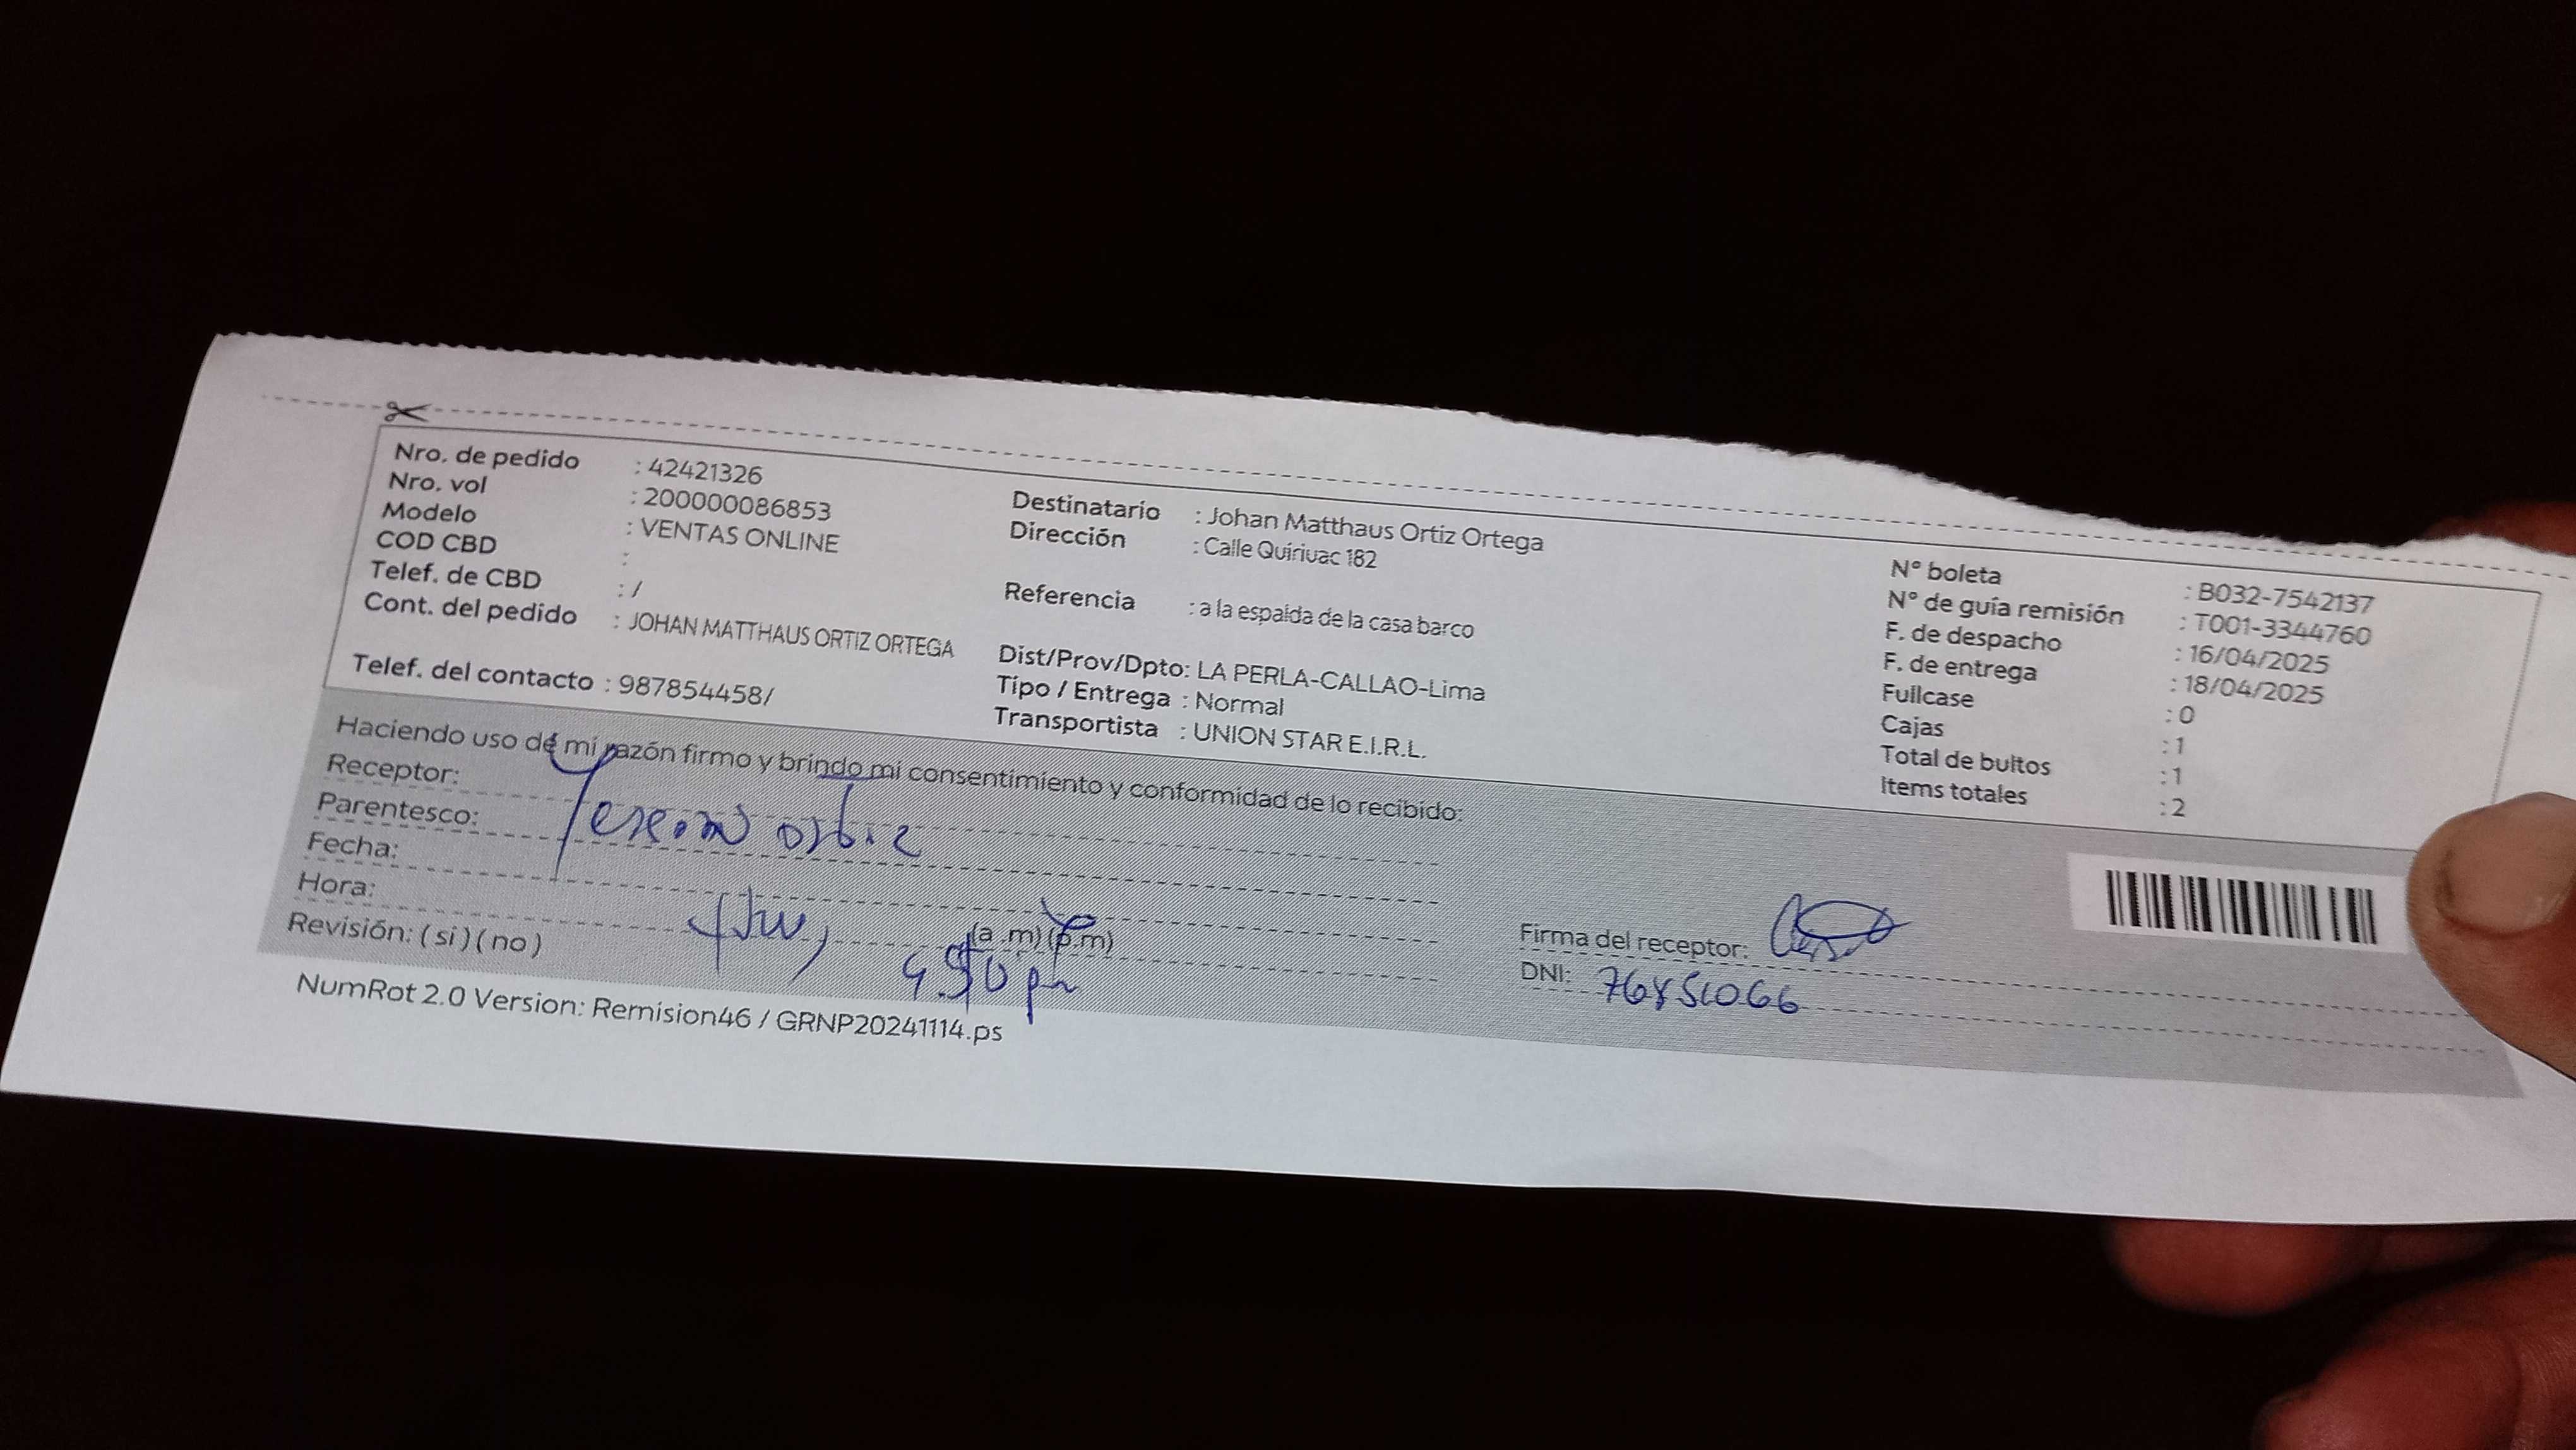 Nro. de pedido : 42421326
Nro. vol : 200000086853
Modelo : VENTAS ONLINE
COD CBD :
Telef. de CBD : /
Cont. del pedido : JOHAN MATTHAUS ORTIZ ORTEGA
Telef. del contacto : 987854458/
Destinatario : Johan Matthaus Ortiz Ortega
Dirección : Calle Quiriuac 182
Referencia : a la espalda de la casa barco
Dist/Prov/Dpto: LA PERLA-CALLAO-Lima
Tipo / Entrega : Normal
Transportista : UNION STAR E.I.R.L.
N° boleta : B032-7542137
N° de guía remisión : T001-3344760
F. de despacho : 16/04/2025
F. de entrega : 18/04/2025
Fullcase : 0
Cajas : 1
Total de bultos : 1
Items totales : 2
Haciendo uso de mi razón firmo y brindo mi consentimiento y conformidad de lo recibido:
Receptor:
Parentesco: ortiz
Fecha:
Hora: (a .m) (p.m)
Revisión: ( si ) ( no ) 4.50 pm
Firma del receptor:
DNI:
NumRot 2.0 Version: Remision46 / GRNP20241114.ps